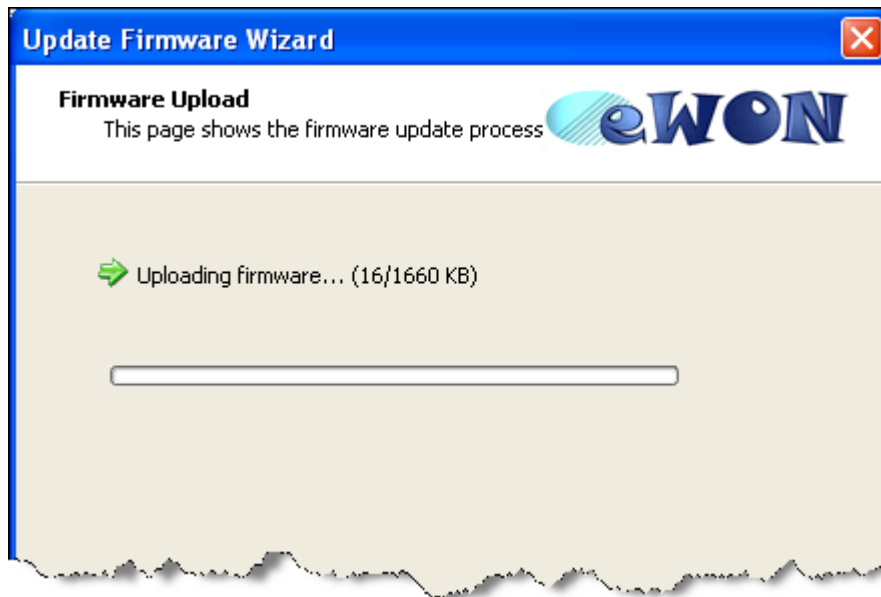 Update Firmware Wizard
Firmware Upload
This page shows the firmware update process
eWON
Uploading firmware... (16/1660 KB)